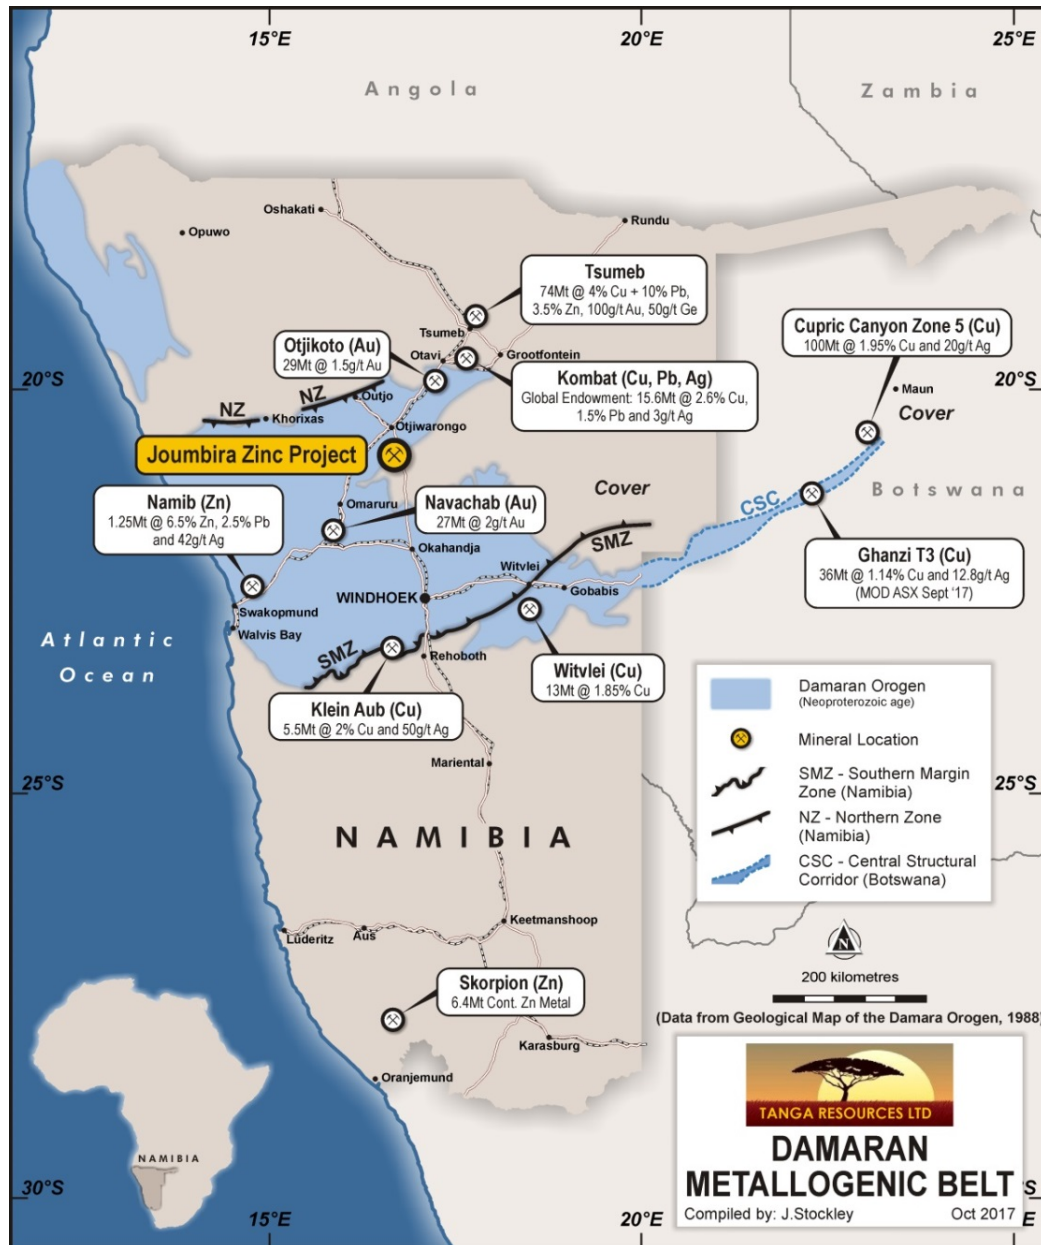 15°E
20°E
25°E
Angola
Zambia
Oshakati
Rundu
Opuwo
Tsumeb
74Mt @ 4% Cu + 10% Pb,
3.5% Zn, 100g/t Au, 50g/t Ge
Cupric Canyon Zone 5 (Cu)
100Mt @ 1.95% Cu and 20g/t Ag
Tsumeb
Otjikoto (Au)
29Mt @ 1.5g/t Au
Otavi
Grootfontein
20°S
20°S
Kombat (Cu, Pb, Ag)
Global Endowment: 15.6Mt @ 2.6% Cu,
1.5% Pb and 3g/t Ag
Maun
Cover
NZ
NZ
Outjo
Khorixas
Otjiwarongo
Joumbira Zinc Project
Namib (Zn)
1.25Mt @ 6.5% Zn, 2.5% Pb
and 42g/t Ag
Omaruru
Navachab (Au)
27Mt @ 2g/t Au
Cover
CSC
Botswana
SMZ
Okahandja
Witvlei
Gobabis
Ghanzi T3 (Cu)
36Mt @ 1.14% Cu and 12.8g/t Ag
(MOD ASX Sept '17)
WINDHOEK
Swakopmund
Walvis Bay
Atlantic
Ocean
SMZ
Rehoboth
Witvlei (Cu)
13Mt @ 1.85% Cu
Klein Aub (Cu)
5.5Mt @ 2% Cu and 50g/t Ag
Mariental
Damaran Orogen
(Neoproterozoic age)
Mineral Location
SMZ - Southern Margin
Zone (Namibia)
NZ - Northern Zone
(Namibia)
CSC - Central Structural
Corridor (Botswana)
25°S
25°S
NAMIBIA
Keetmanshoop
Lüderitz
Aus
N
200 kilometres
(Data from Geological Map of the Damara Orogen, 1988)
Skorpion (Zn)
6.4Mt Cont. Zn Metal
Karasburg
Oranjemund
NAMIBIA
TANGA RESOURCES LTD
DAMARAN
METALLOGENIC BELT
Compiled by: J.Stockley
Oct 2017
30°S
15°E
20°E